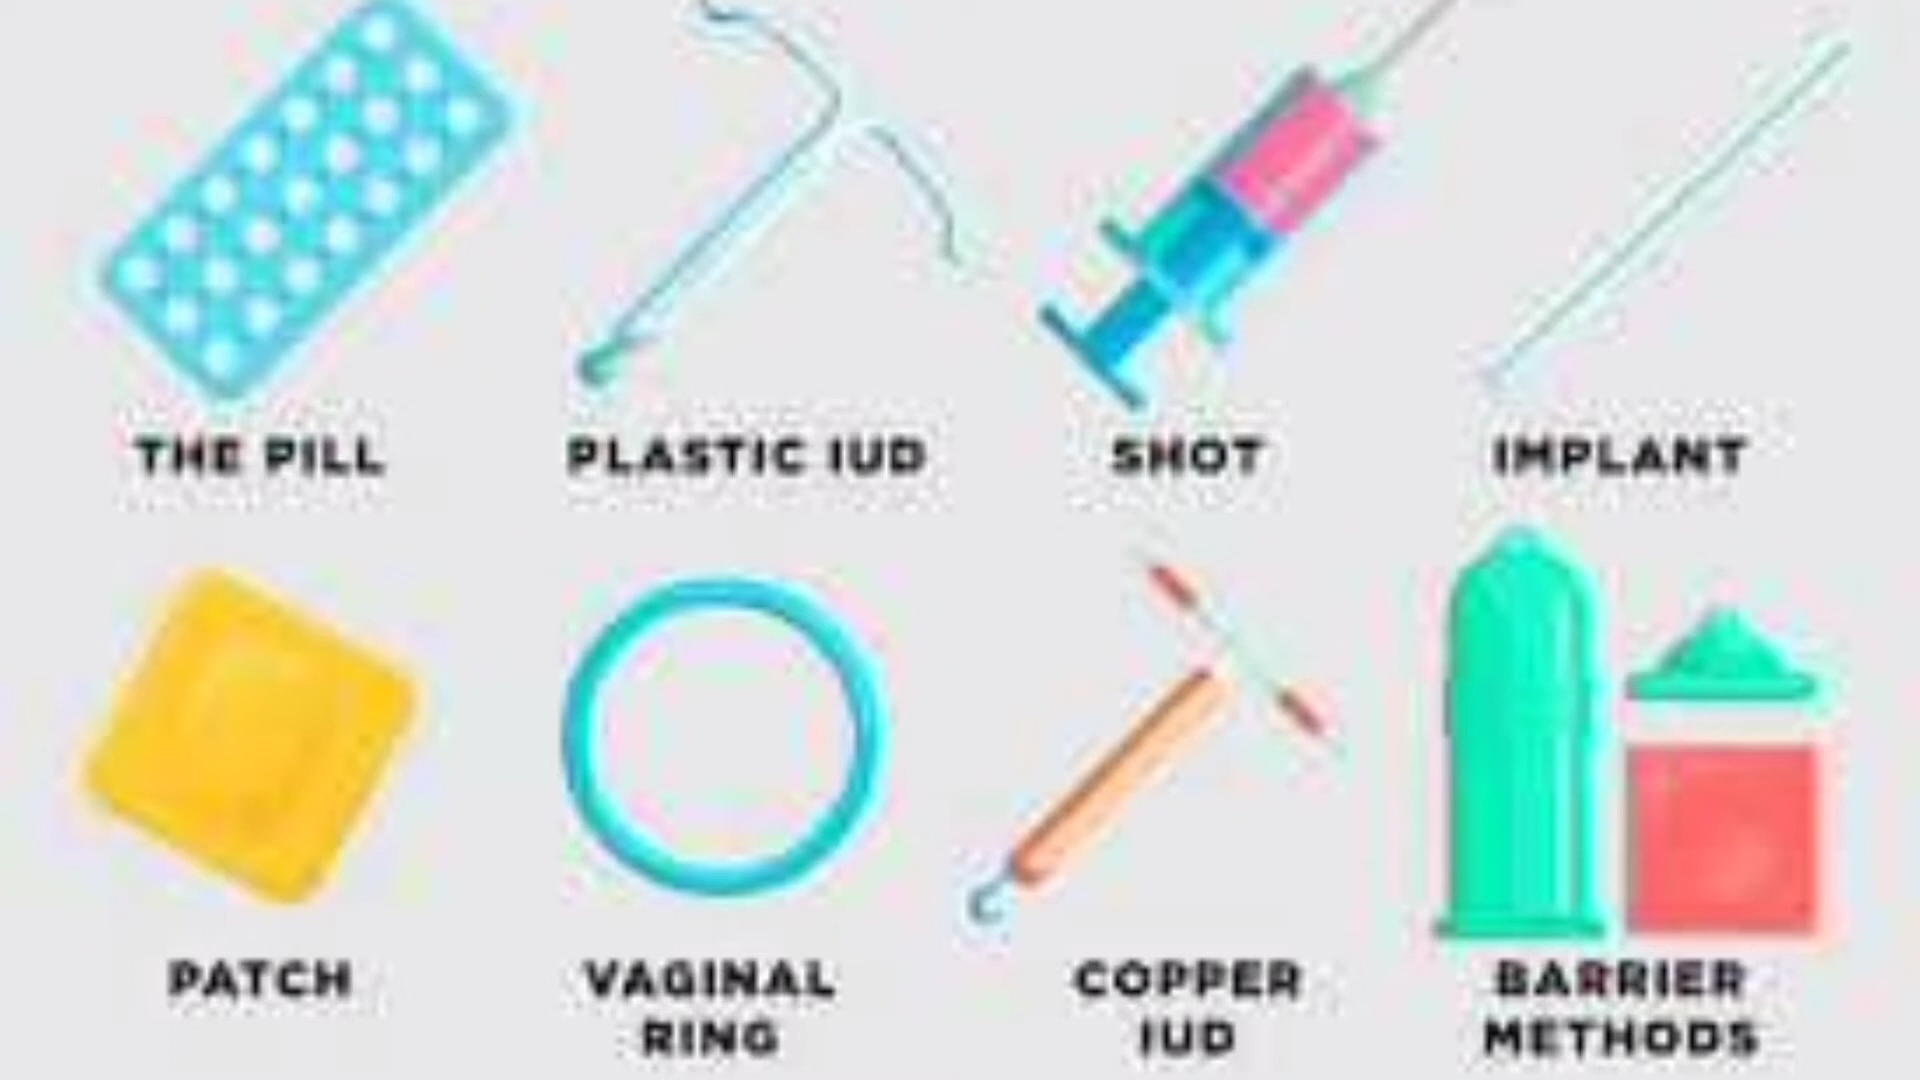 THE PILL
PLASTIC IUD
SHOT
IMPLANT
PATCH
VAGINAL
RING
COPPER
IUD
BARRIER
METHODS